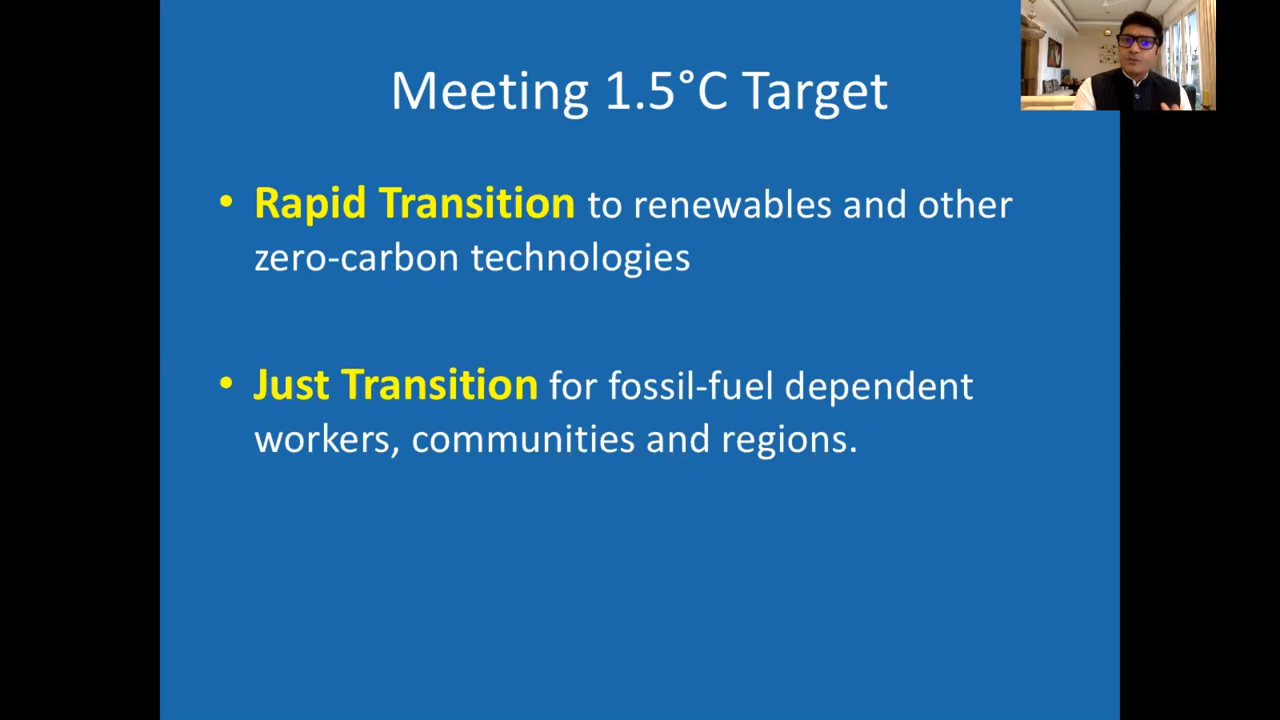 Meeting 1.5°C Target
• Rapid Transition to renewables and other
zero-carbon technologies
• Just Transition for fossil-fuel dependent
workers, communities and regions.